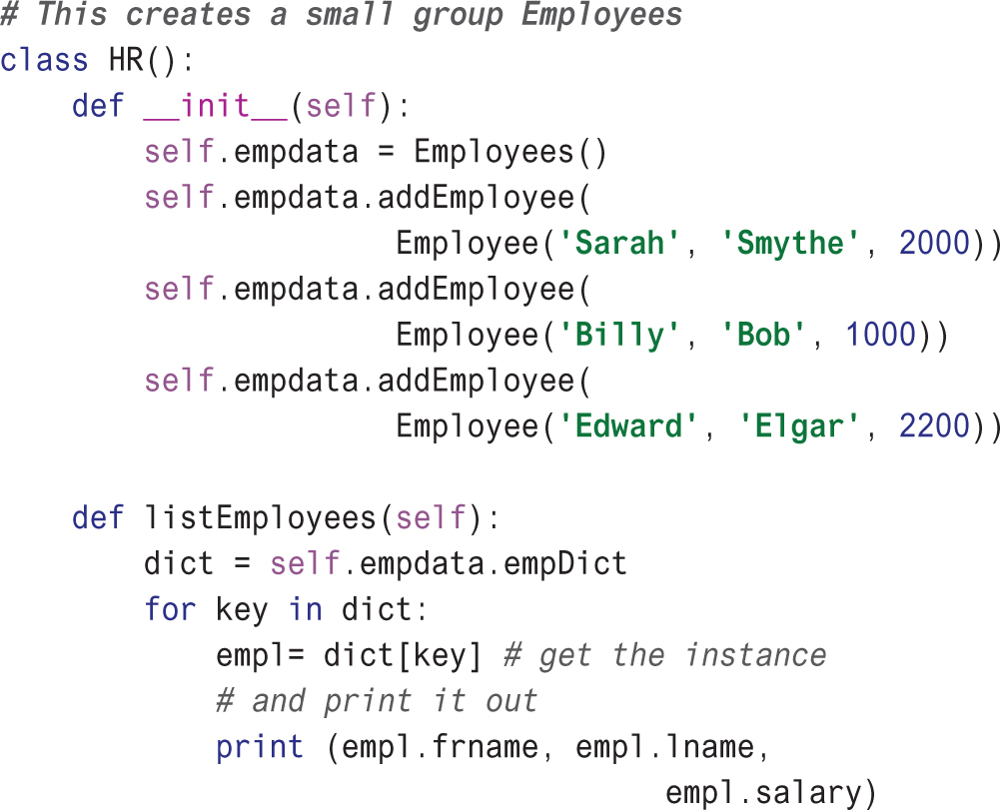 # This creates a small group Employees
class HR():
    def __init__(self):
        self.empdata = Employees()
        self.empdata.addEmployee(
                      Employee('Sarah', 'Smythe', 2000))
        self.empdata.addEmployee(
                      Employee('Billy', 'Bob', 1000))
        self.empdata.addEmployee(
                      Employee('Edward', 'Elgar', 2200))

    def listEmployees(self):
        dict = self.empdata.empDict
        for key in dict:
            empl= dict[key] # get the instance
            # and print it out
            print (empl.frname, empl.lname,
                                     empl.salary)